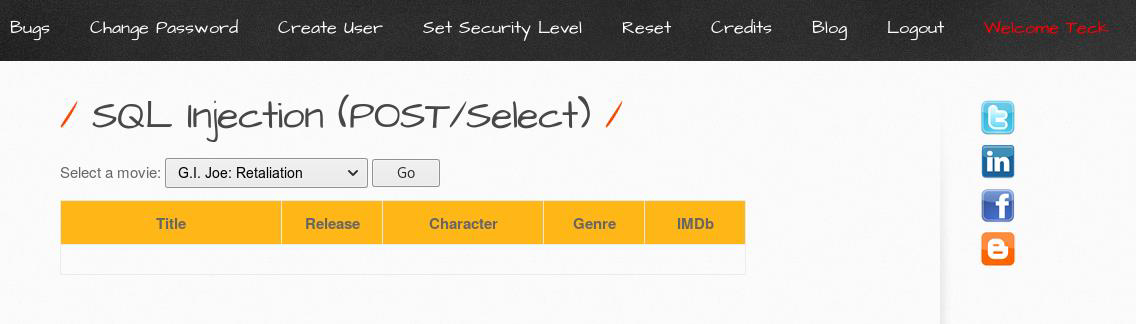 Bugs Change Password Create User Set Security Level Reset Credits Blog Logout Welcome Teck
/ SQL Injection (POST/Select) /
Select a movie: G.I. Joe: Retaliation Go
Title Release Character Genre IMDb